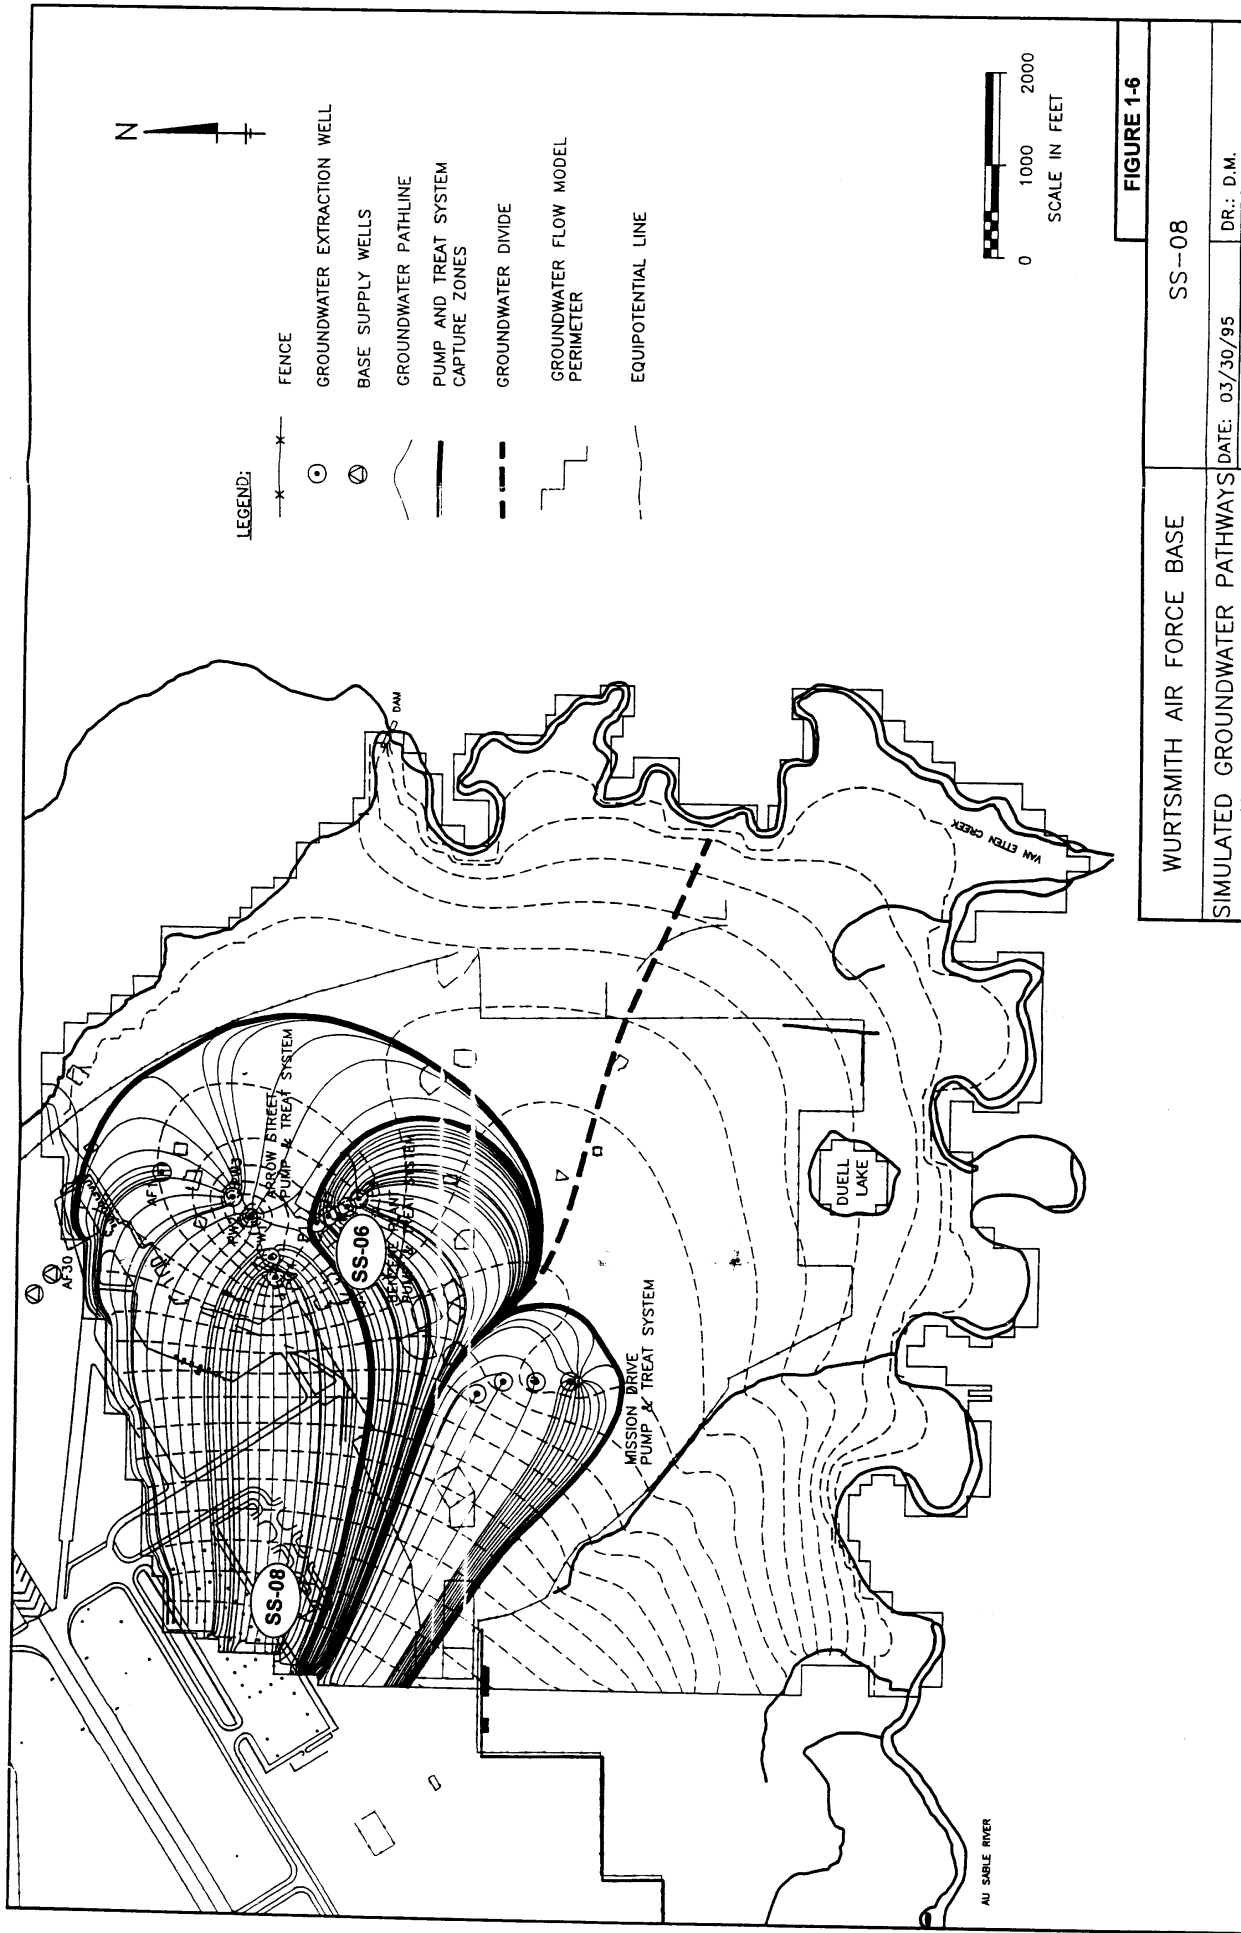 N
LEGEND:
FENCE
GROUNDWATER EXTRACTION WELL
BASE SUPPLY WELLS
GROUNDWATER PATHLINE
PUMP AND TREAT SYSTEM
CAPTURE ZONES
GROUNDWATER DIVIDE
GROUNDWATER FLOW MODEL
PERIMETER
EQUIPOTENTIAL LINE
0 1000 2000
SCALE IN FEET
DAM
AF30
ARROW STREET
PUMP & TREAT SYSTEM
SS-06
SS-08
MISSION DRIVE
PUMP & TREAT SYSTEM
DUELL
LAKE
VAN ETTEN CREEK
AU SABLE RIVER
FIGURE 1-6
WURTSMITH AIR FORCE BASE
SS-08
SIMULATED GROUNDWATER PATHWAYS
DATE: 03/30/95
DR.: D.M.